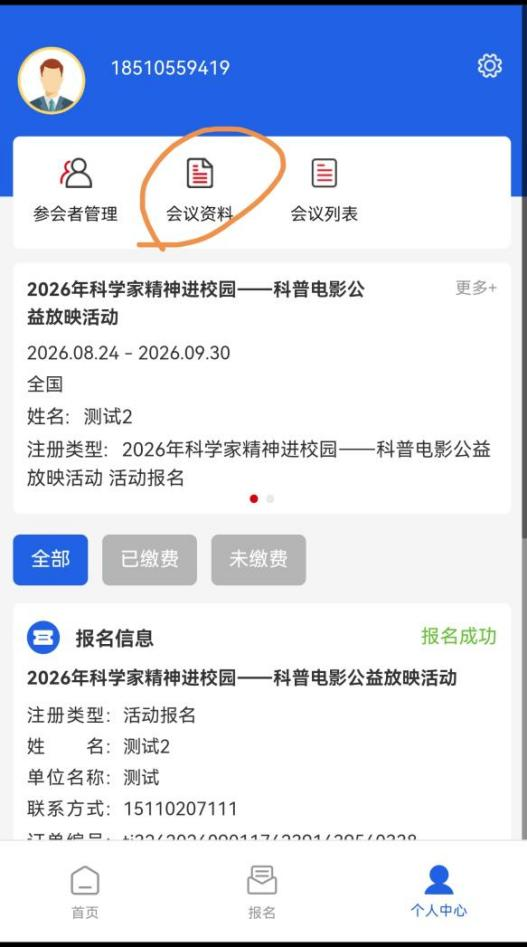 18510559419
参会者管理
会议资料
会议列表
2026年科学家精神进校园——科普电影公
益放映活动
更多+
2026.08.24 - 2026.09.30
全国
姓名: 测试2
注册类型: 2026年科学家精神进校园——科普电影公益
放映活动 活动报名
全部
已缴费
未缴费
报名信息
报名成功
2026年科学家精神进校园——科普电影公益放映活动
注册类型: 活动报名
姓 名: 测试2
单位名称: 测试
联系方式: 15110207111
首页
报名
个人中心